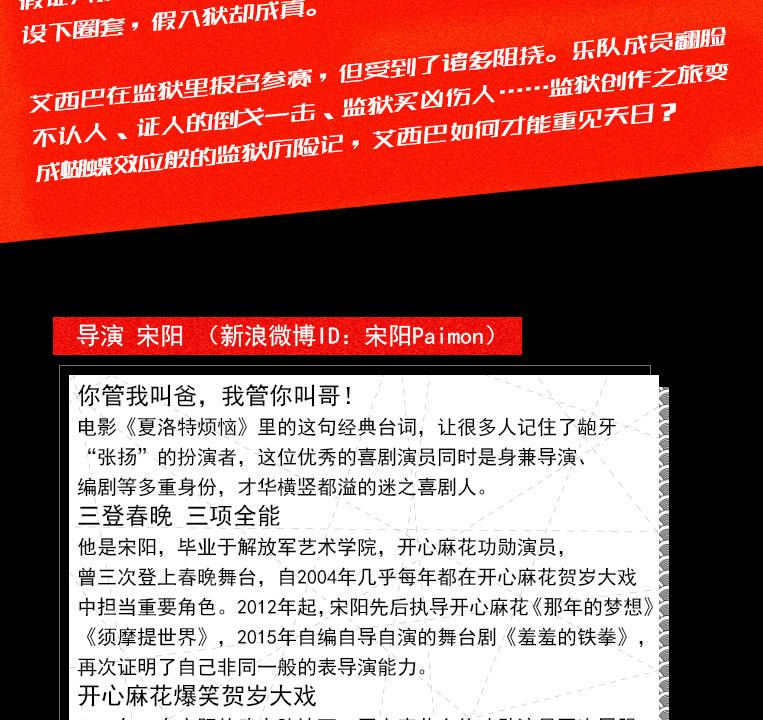 设下圈套，假入狱却成真。
艾西巴在监狱里报名参赛，但受到了诸多阻挠。乐队成员翻脸
不认人、证人的倒戈一击、监狱买凶伤人……监狱创作之旅变
成蝴蝶效应般的监狱历险记，艾西巴如何才能重见天日？
导演 宋阳 （新浪微博ID：宋阳Paimon）
你管我叫爸，我管你叫哥！
电影《夏洛特烦恼》里的这句经典台词，让很多人记住了龅牙
“张扬”的扮演者，这位优秀的喜剧演员同时是身兼导演、
编剧等多重身份，才华横竖都溢的迷之喜剧人。
三登春晚 三项全能
他是宋阳，毕业于解放军艺术学院，开心麻花功勋演员，
曾三次登上春晚舞台，自2004年几乎每年都在开心麻花贺岁大戏
中担当重要角色。2012年起，宋阳先后执导开心麻花《那年的梦想》
《须摩提世界》，2015年自编自导自演的舞台剧《羞羞的铁拳》，
再次证明了自己非同一般的表导演能力。
开心麻花爆笑贺岁大戏